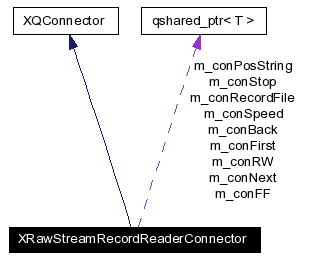 XQConnector
qshared_ptr< T >
m_conPosString
m_conStop
m_conRecordFile
m_conSpeed
m_conBack
m_conFirst
m_conRW
m_conNext
m_conFF
XRawStreamRecordReaderConnector